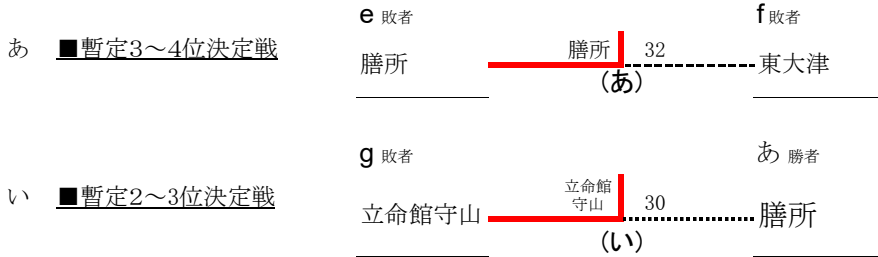 e 敗者 f 敗者
あ ■暫定3～4位決定戦 膳所 膳所 32 東大津
(あ)
g 敗者 あ 勝者
い ■暫定2～3位決定戦 立命館守山 立命館 30 膳所
守山
(い)